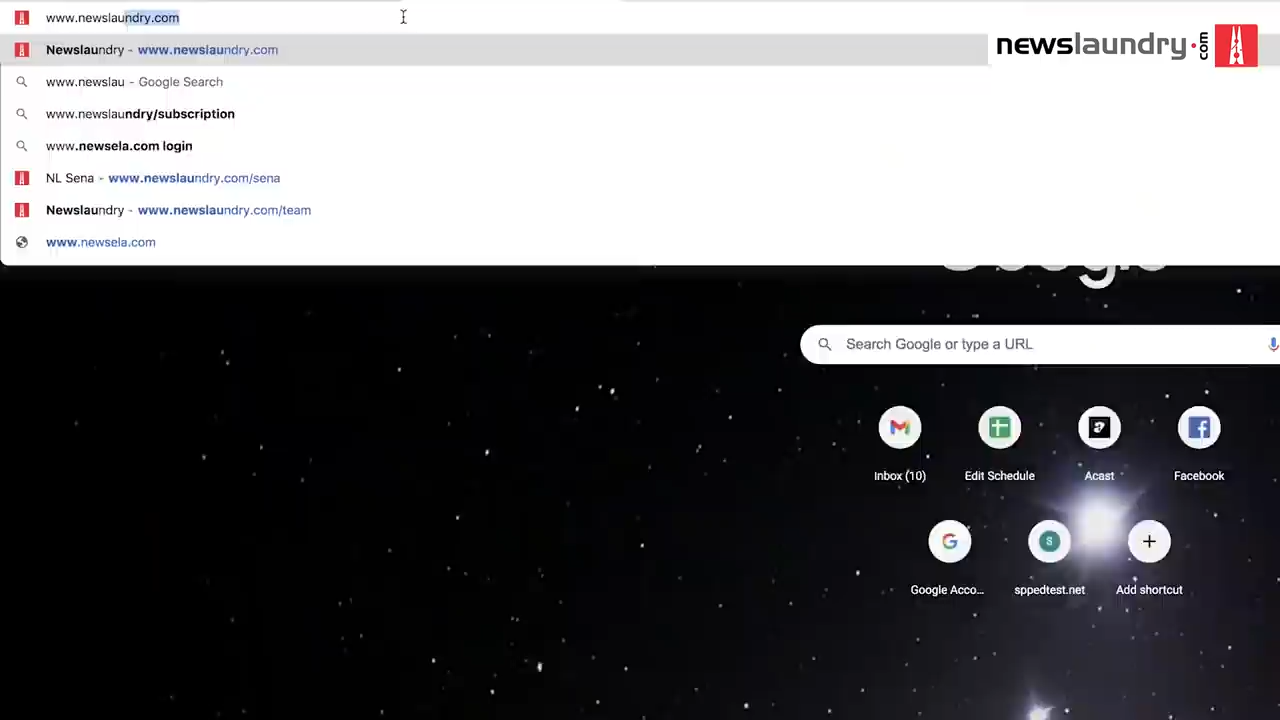 www.newslaundry.com
Newslaundry - www.newslaundry.com
newslaundry.com
www.newslau - Google Search
www.newslaundry/subscription
www.newsela.com login
NL Sena - www.newslaundry.com/sena
Newslaundry - www.newslaundry.com/team
www.newsela.com
Google
Search Google or type a URL
Inbox (10)
Edit Schedule
Acast
Facebook
Google Acco...
sppedtest.net
Add shortcut